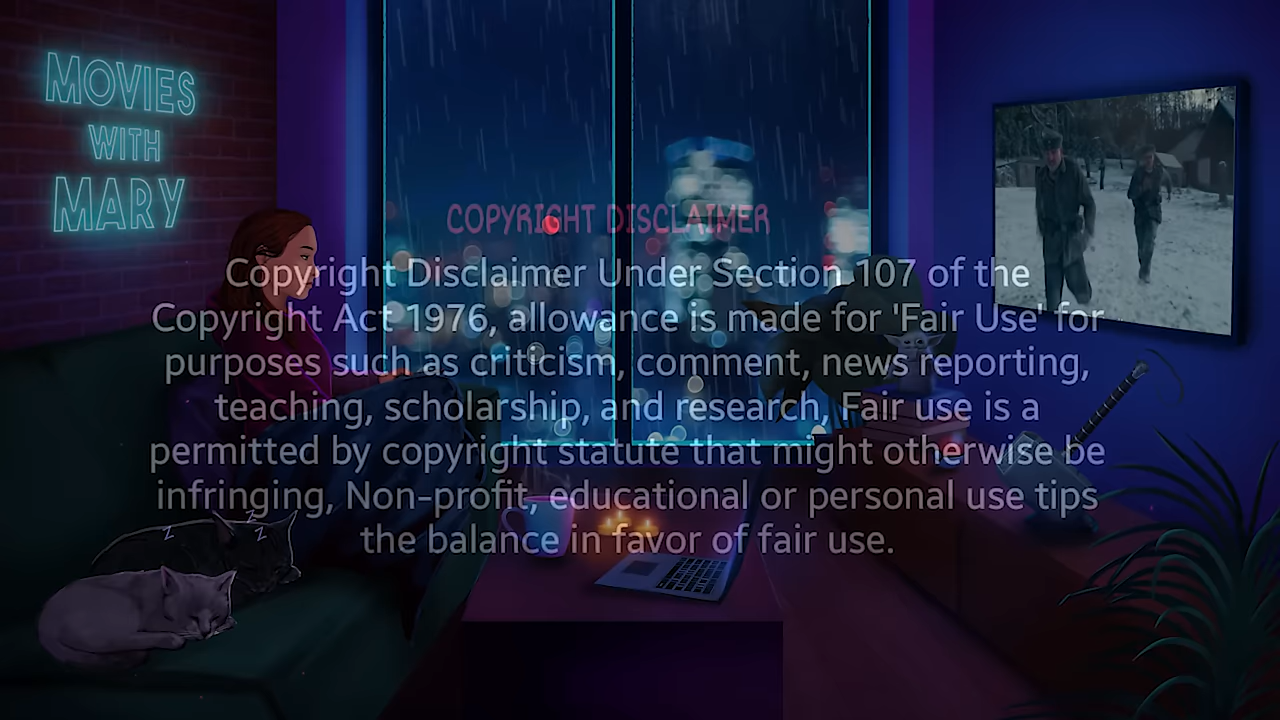 MOVIES
WITH
MARY
COPYRIGHT DISCLAIMER
Copyright Disclaimer Under Section 107 of the
Copyright Act 1976, allowance is made for 'Fair Use' for
purposes such as criticism, comment, news reporting,
teaching, scholarship, and research, Fair use is a
permitted by copyright statute that might otherwise be
infringing, Non-profit, educational or personal use tips
the balance in favor of fair use.
Z
Z